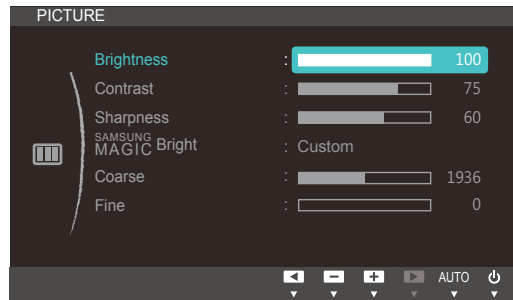 PICTURE
Brightness : 100
Contrast : 75
Sharpness : 60
SAMSUNG
MAGIC Bright : Custom
Coarse : 1936
Fine : 0
AUTO